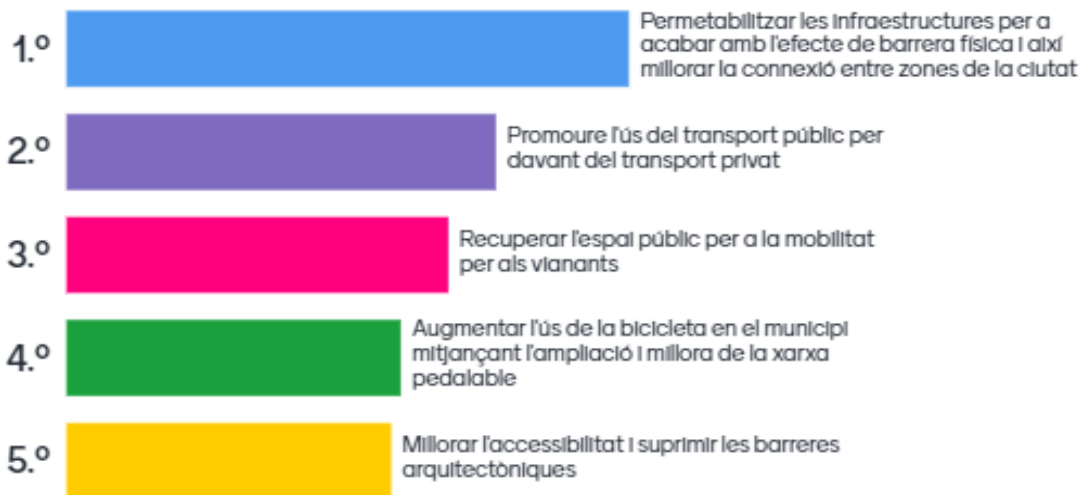 1.º
Permetabilitzar les infraestructures per a
acabar amb l'efecte de barrera física i així
millorar la connexió entre zones de la ciutat
2.º
Promoure l'ús del transport públic per
davant del transport privat
3.º
Recuperar l'espai públic per a la mobilitat
per als vianants
4.º
Augmentar l'ús de la bicicleta en el municipi
mitjançant l'ampliació i millora de la xarxa
pedalable
5.º
Millorar l'accessibilitat i suprimir les barreres
arquitectòniques